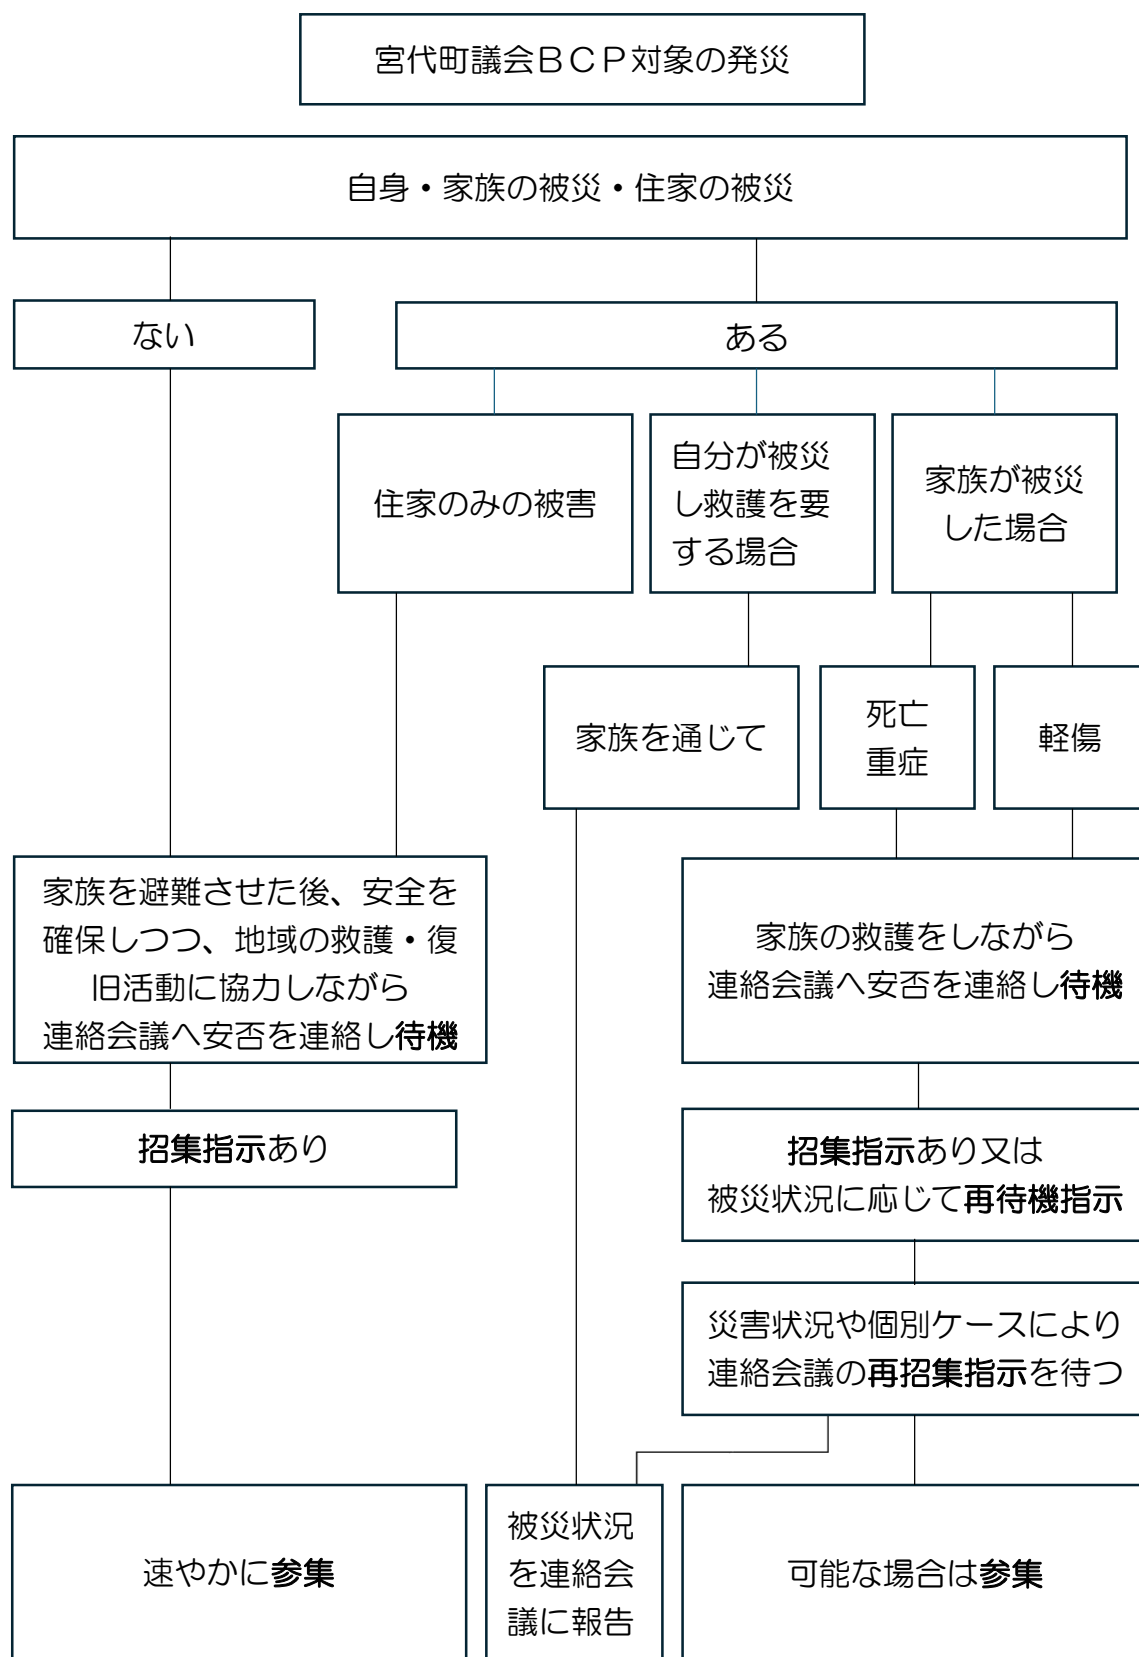 宮代町議会ＢＣＰ対象の発災
自身・家族の被災・住家の被災
ない
ある
住家のみの被害
自分が被災
し救護を要
する場合
家族が被災
した場合
家族を通じて
死亡
重症
軽傷
家族を避難させた後、安全を
確保しつつ、地域の救護・復
旧活動に協力しながら
連絡会議へ安否を連絡し待機
家族の救護をしながら
連絡会議へ安否を連絡し待機
招集指示あり
招集指示あり又は
被災状況に応じて再待機指示
災害状況や個別ケースにより
連絡会議の再招集指示を待つ
速やかに参集
被災状況
を連絡会
議に報告
可能な場合は参集